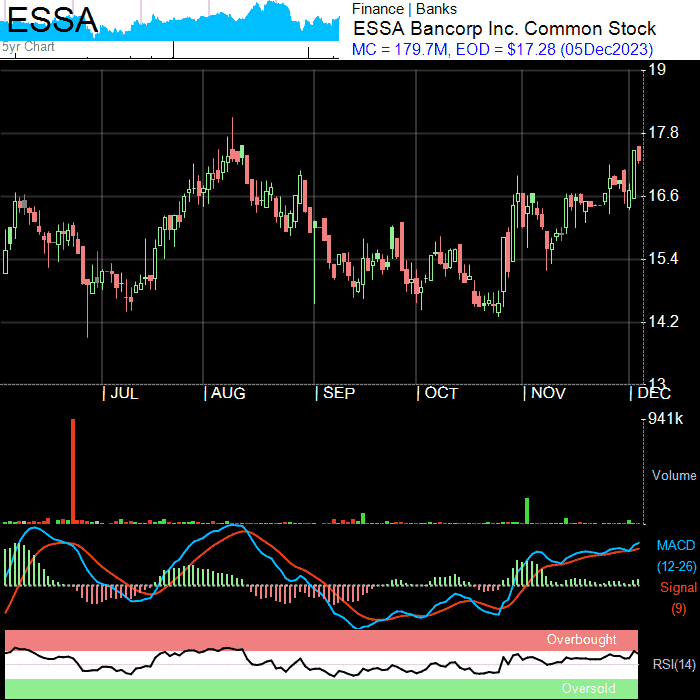 ESSA
5yr Chart
Finance | Banks
ESSA Bancorp Inc. Common Stock
MC = 179.7M, EOD = $17.28 (05Dec2023)
19
17.8
16.6
15.4
14.2
13
JUL AUG SEP OCT NOV DEC
941k
Volume
MACD
(12-26)
Signal
(9)
Overbought
RSI(14)
Oversold